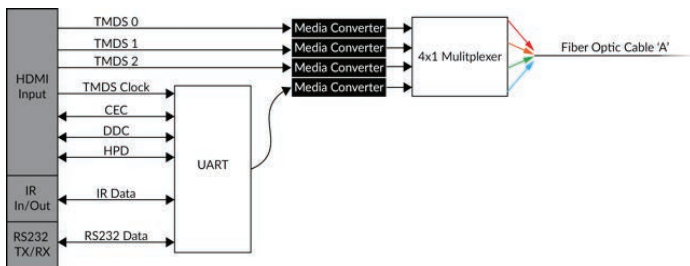 HDMI
Input
IR
In/Out
RS232
TX/RX
TMDS 0
TMDS 1
TMDS 2
TMDS Clock
CEC
DDC
HPD
IR Data
RS232 Data
UART
Media Converter
Media Converter
Media Converter
Media Converter
4x1 Mulitplexer
Fiber Optic Cable 'A'